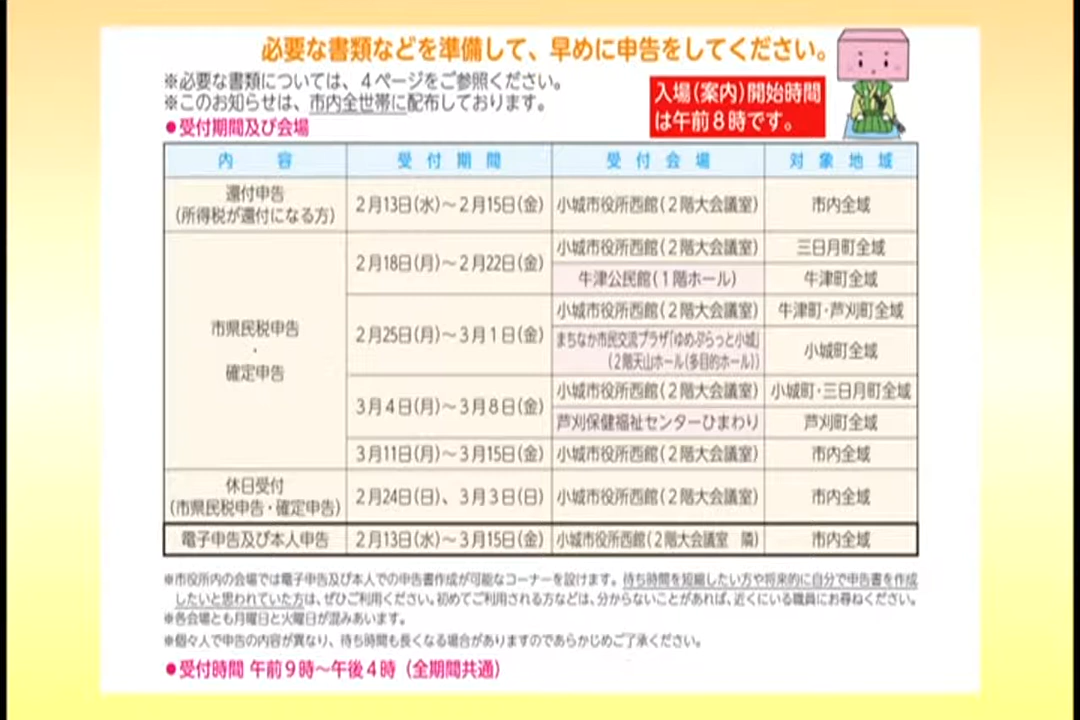 必要な書類などを準備して、早めに申告をしてください。
※必要な書類については、4ページをご参照ください。
※このお知らせは、市内全世帯に配布しております。
入場(案内)開始時間
は午前8時です。
●受付期間及び会場
内 容 受付期間 受付会場 対象地域
還付申告
(所得税が還付になる方) 2月13日(水)～2月15日(金) 小城市役所西館(2階大会議室) 市内全域
市県民税申告
・
確定申告
2月18日(月)～2月22日(金) 小城市役所西館(2階大会議室) 三日月町全域
牛津公民館(1階ホール) 牛津町全域
2月25日(月)～3月1日(金) 小城市役所西館(2階大会議室) 牛津町・芦刈町全域
まちなか市民交流プラザ「ゆめぷらっと小城」
(2階天山ホール(多目的ホール)) 小城町全域
3月4日(月)～3月8日(金) 小城市役所西館(2階大会議室) 小城町・三日月町全域
芦刈保健福祉センターひまわり 芦刈町全域
3月11日(月)～3月15日(金) 小城市役所西館(2階大会議室) 市内全域
休日受付
(市県民税申告・確定申告) 2月24日(日)、3月3日(日) 小城市役所西館(2階大会議室) 市内全域
電子申告及び本人申告 2月13日(水)～3月15日(金) 小城市役所西館(2階大会議室 隣) 市内全域
※市役所内の会場では電子申告及び本人での申告書作成が可能なコーナーを設けます。待ち時間を短縮したい方や将来的に自分で申告書を作成
したいと思われていた方は、ぜひご利用ください。初めてご利用される方などは、分からないことがあれば、近くにいる職員にお尋ねください。
※各会場とも月曜日と火曜日が混みあいます。
※個々人で申告の内容が異なり、待ち時間も長くなる場合がありますのであらかじめご了承ください。
●受付時間 午前9時～午後4時(全期間共通)